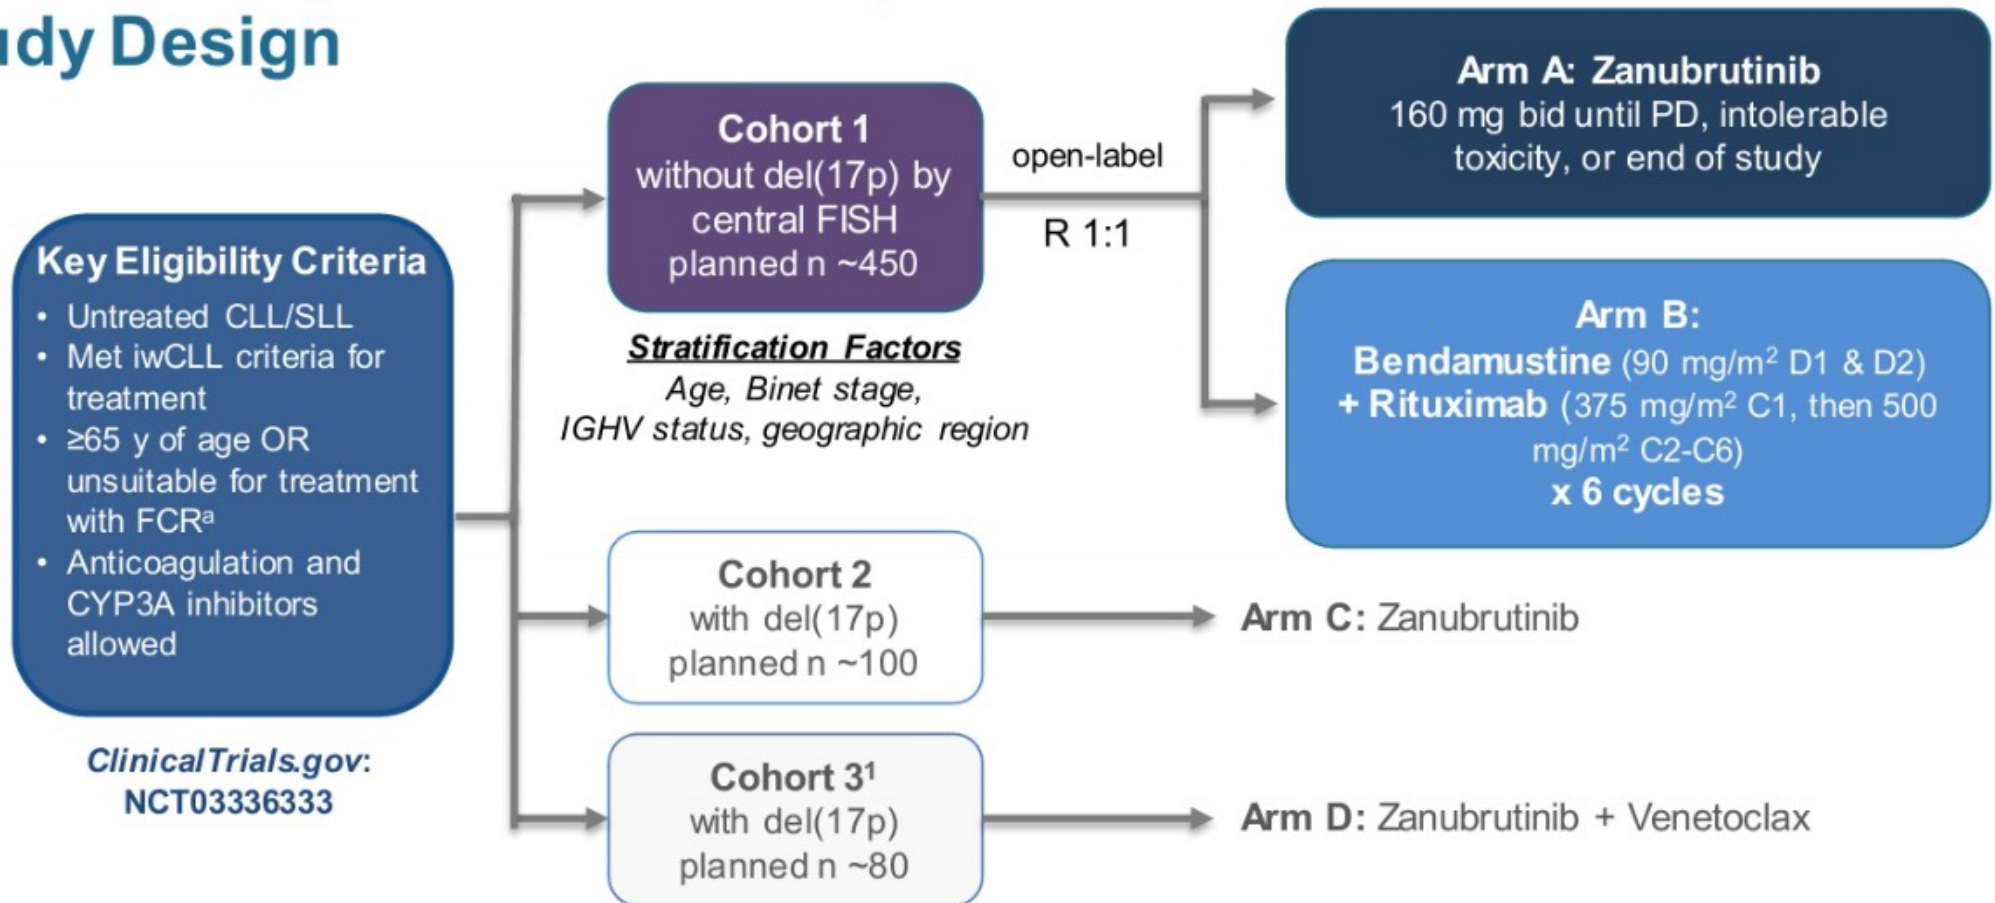 Design
Key Eligibility Criteria
• Untreated CLL/SLL
• Met iwCLL criteria for
treatment
• ≥65 y of age OR
unsuitable for treatment
with FCRᵃ
• Anticoagulation and
CYP3A inhibitors
allowed
ClinicalTrials.gov:
NCT03336333
Cohort 1
without del(17p) by
central FISH
planned n ~450
Stratification Factors
Age, Binet stage,
IGHV status, geographic region
open-label
R 1:1
Arm A: Zanubrutinib
160 mg bid until PD, intolerable
toxicity, or end of study
Arm B:
Bendamustine (90 mg/m² D1 & D2)
+ Rituximab (375 mg/m² C1, then 500
mg/m² C2-C6)
x 6 cycles
Cohort 2
with del(17p)
planned n ~100
Arm C: Zanubrutinib
Cohort 3¹
with del(17p)
planned n ~80
Arm D: Zanubrutinib + Venetoclax